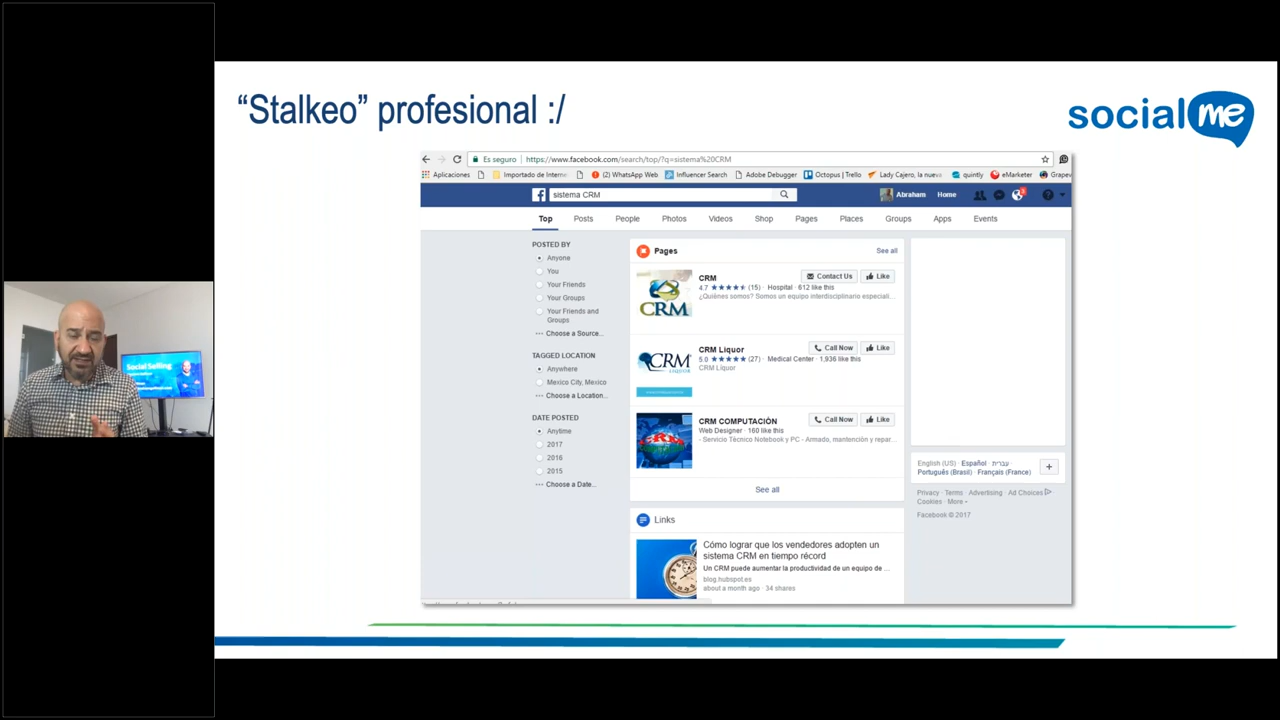 “Stalkeo” profesional :/
social me
Es seguro | https://www.facebook.com/search/top/?q=sistema%20CRM
Aplicaciones Importado de Interne (2) WhatsApp Web Influencer Search Adobe Debugger Octopus | Trello Lady Cajero, la nueva quintly eMarketer Grapev
sistema CRM
Abraham Home
Top Posts People Photos Videos Shop Pages Places Groups Apps Events
POSTED BY
Anyone
You
Your Friends
Your Groups
Your Friends and
Groups
Choose a Source...
TAGGED LOCATION
Anywhere
Mexico City, Mexico
Choose a Location...
DATE POSTED
Anytime
2017
2016
2015
Choose a Date...
Pages See all
CRM
CRM Contact Us Like
4.7 (15) · Hospital · 612 like this
¿Quiénes somos? Somos un equipo interdisciplinario especiali...
CRM
LIQUOR
CRM Liquor Call Now Like
5.0 (27) · Medical Center · 1,936 like this
CRM Liquor
CRM
CRM COMPUTACIÓN Call Now Like
Web Designer · 160 like this
- Servicio Técnico Notebook y PC - Armado, mantención y repar...
See all
Links
Cómo lograr que los vendedores adopten un
sistema CRM en tiempo récord
Un CRM puede aumentar la productividad de un equipo de ...
blog.hubspot.es
about a month ago · 34 shares
English (US) · Español · עברית ·
Português (Brasil) · Français (France)
Privacy · Terms · Advertising · Ad Choices
Cookies · More
Facebook © 2017
Social Selling